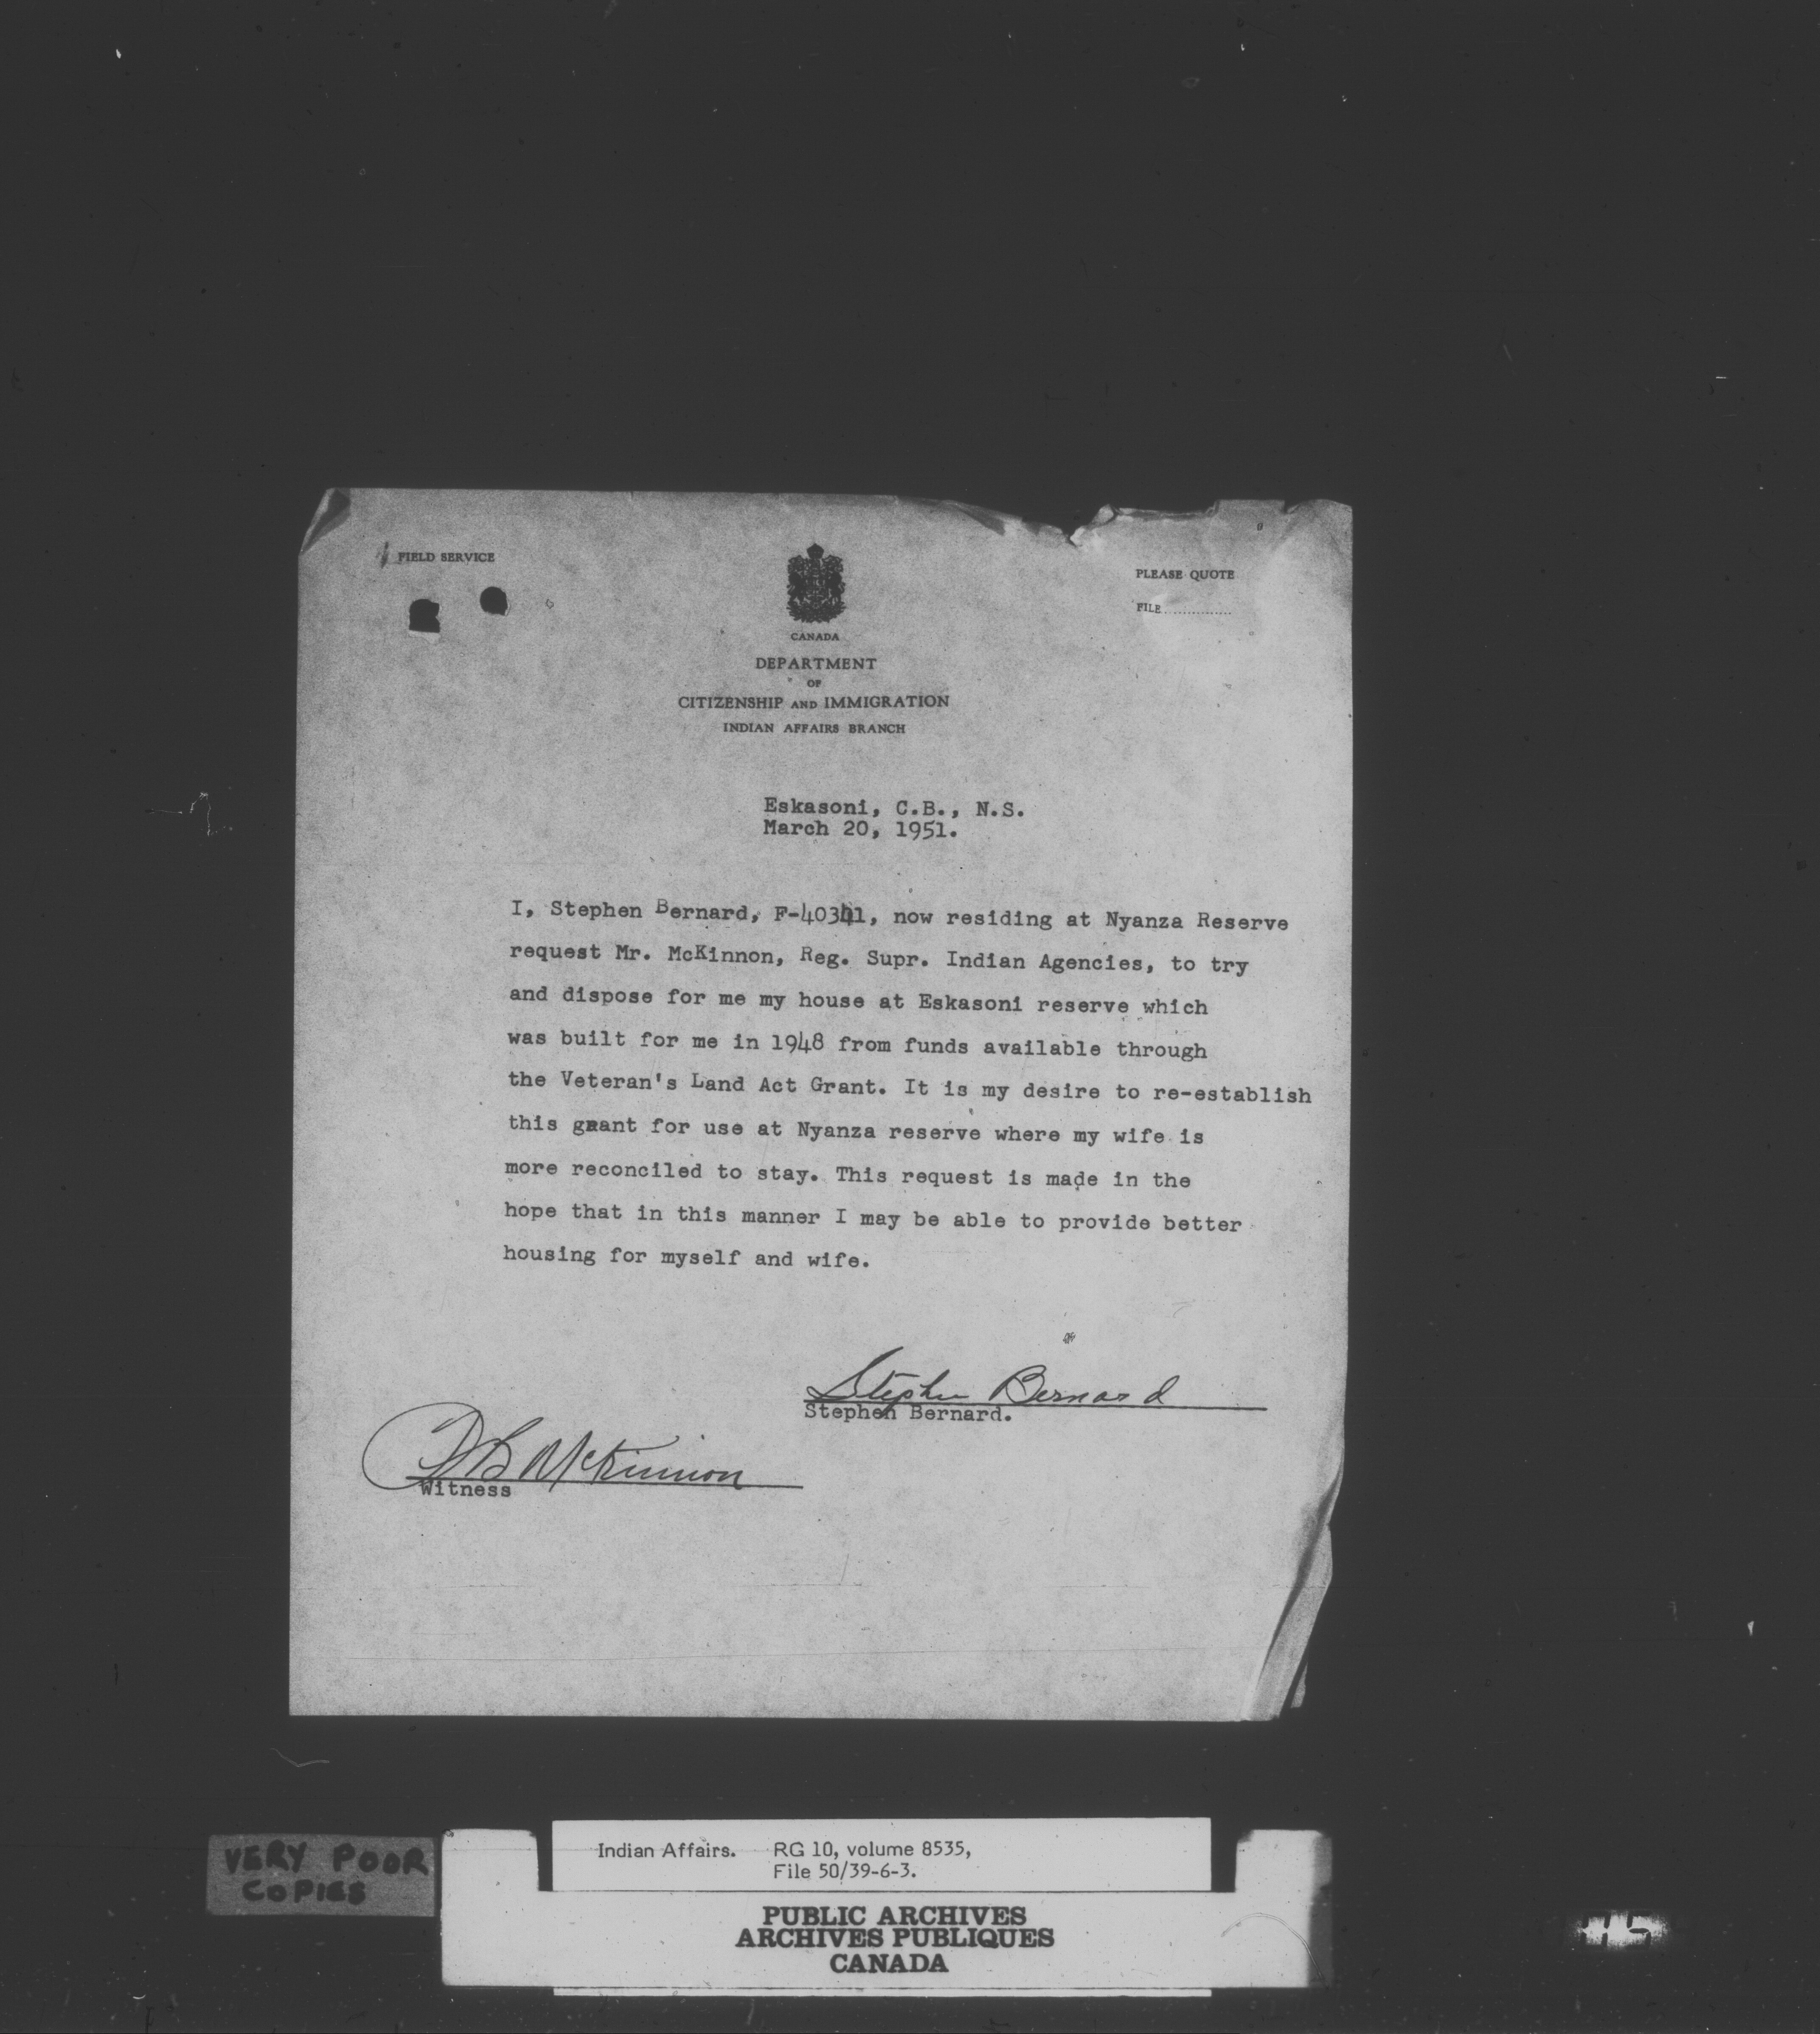 FIELD SERVICE
PLEASE QUOTE
FILE..............
CANADA
DEPARTMENT
OF
CITIZENSHIP AND IMMIGRATION
INDIAN AFFAIRS BRANCH
Eskasoni, C.B., N.S.
March 20, 1951.
I, Stephen Bernard, F-40341, now residing at Nyanza Reserve
request Mr. McKinnon, Reg. Supr. Indian Agencies, to try
and dispose for me my house at Eskasoni reserve which
was built for me in 1948 from funds available through
the Veteran's Land Act Grant. It is my desire to re-establish
this grant for use at Nyanza reserve where my wife is
more reconciled to stay. This request is made in the
hope that in this manner I may be able to provide better
housing for myself and wife.
Stephen Bernard
Stephen Bernard.
McKinnon
Witness
VERY POOR
COPIES
Indian Affairs. RG 10, volume 8535,
File 50/39-6-3.
PUBLIC ARCHIVES
ARCHIVES PUBLIQUES
CANADA